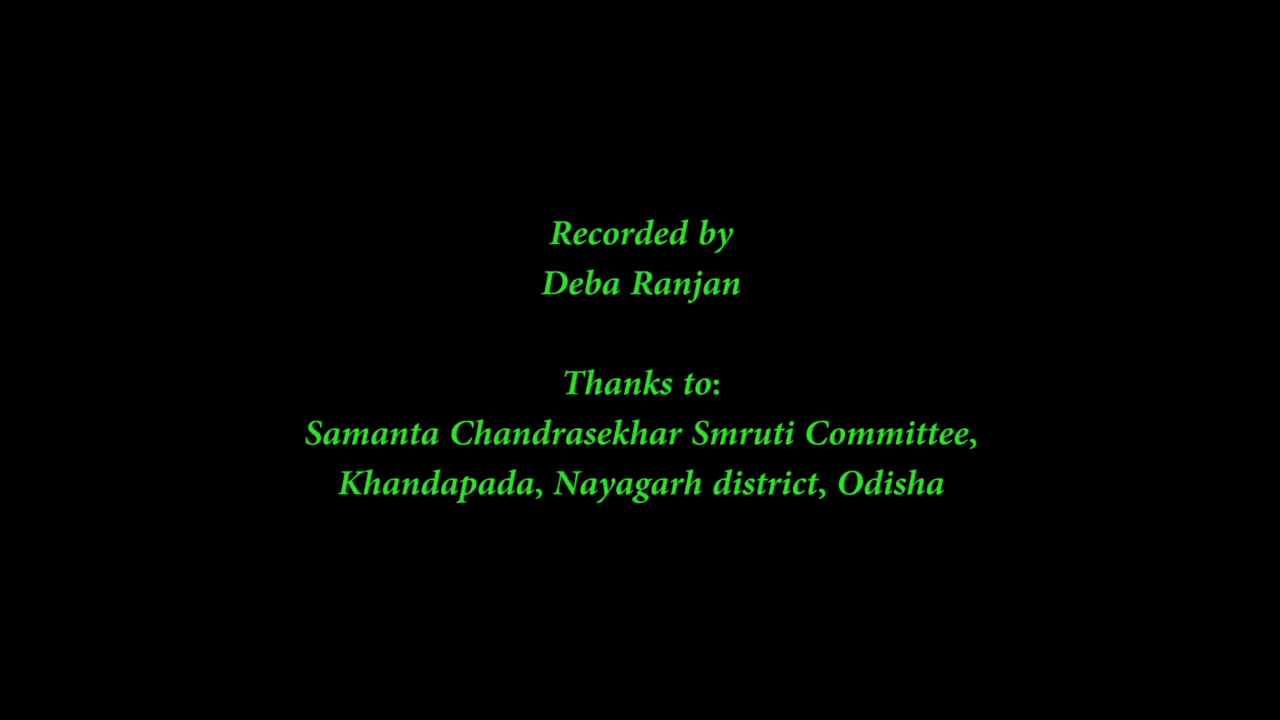 Recorded by
Deba Ranjan
Thanks to:
Samanta Chandrasekhar Smruti Committee,
Khandapada, Nayagarh district, Odisha